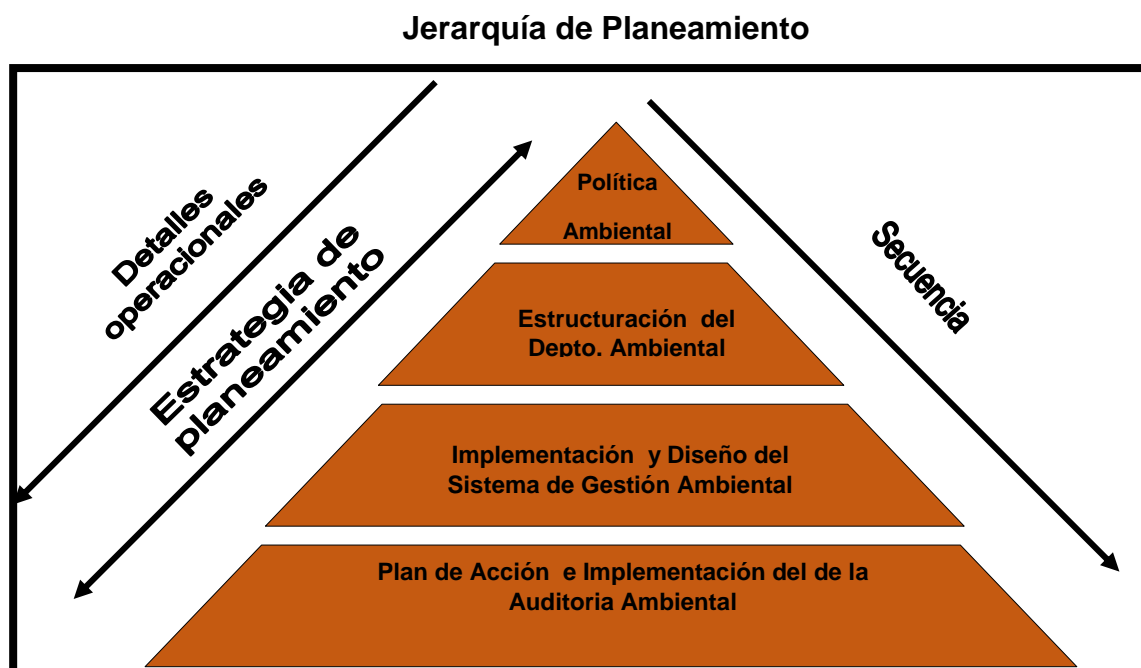 Jerarquía de Planeamiento
Detalles
operacionales
Estrategia de
planeamiento
Secuencia
Política
Ambiental
Estructuración  del
Depto. Ambiental
Implementación  y Diseño del
Sistema de Gestión Ambiental
Plan de Acción  e Implementación del de la
Auditoria Ambiental